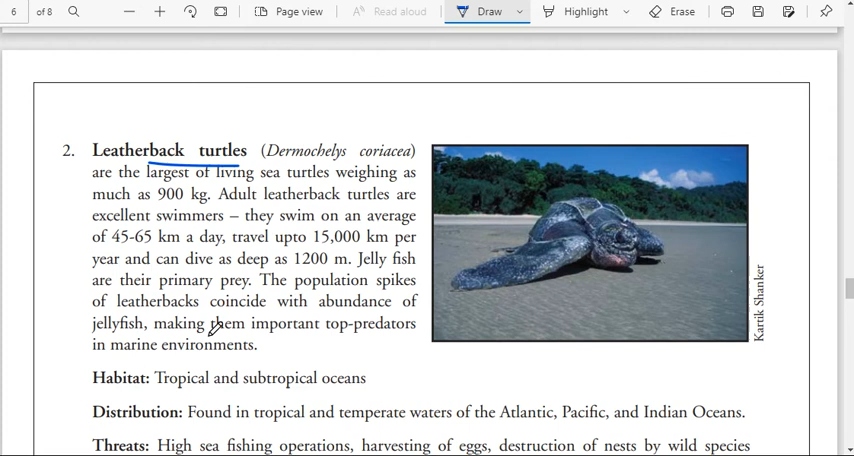 6 of 8 Page view Read aloud Draw Highlight Erase
2. Leatherback turtles (Dermochelys coriacea)
are the largest of living sea turtles weighing as
much as 900 kg. Adult leatherback turtles are
excellent swimmers – they swim on an average
of 45-65 km a day, travel upto 15,000 km per
year and can dive as deep as 1200 m. Jelly fish
are their primary prey. The population spikes
of leatherbacks coincide with abundance of
jellyfish, making them important top-predators
in marine environments.
Kartik Shanker
Habitat: Tropical and subtropical oceans
Distribution: Found in tropical and temperate waters of the Atlantic, Pacific, and Indian Oceans.
Threats: High sea fishing operations, harvesting of eggs, destruction of nests by wild species